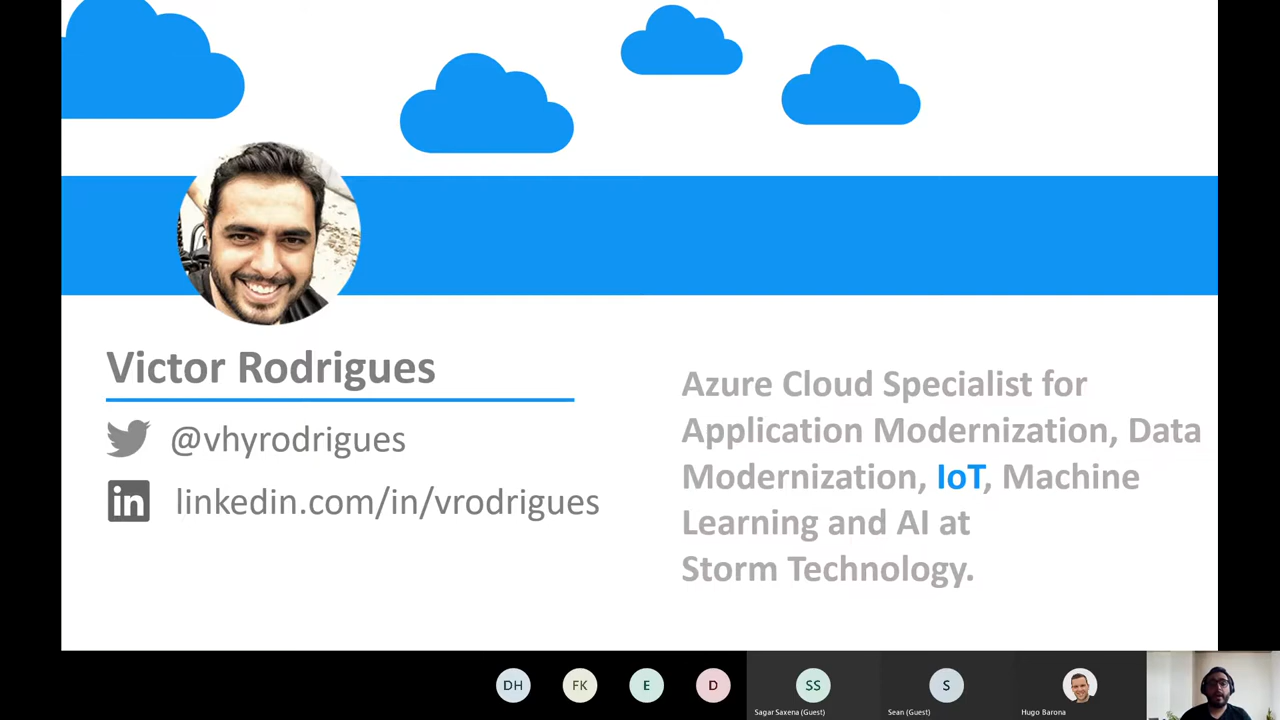 Victor Rodrigues
@vhyrodrigues
in linkedin.com/in/vrodrigues
Azure Cloud Specialist for
Application Modernization, Data
Modernization, IoT, Machine
Learning and AI at
Storm Technology.
DH
FK
E
D
SS
S
Sagar Saxena (Guest)
Sean (Guest)
Hugo Barona